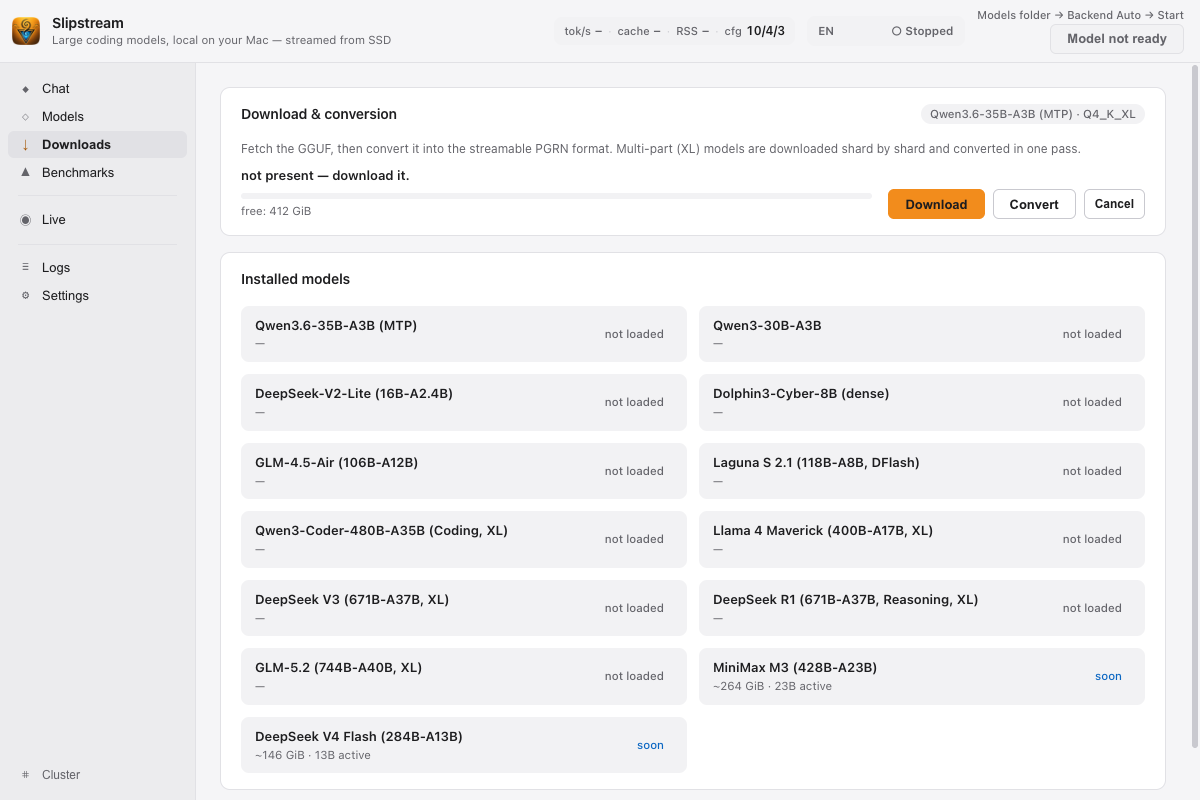 Slipstream
Large coding models, local on your Mac — streamed from SSD
tok/s – · cache – · RSS – · cfg 10/4/3
EN
Stopped
Models folder → Backend Auto → Start
Model not ready
Chat
Models
Downloads
Benchmarks
Live
Logs
Settings
Cluster
Download & conversion
Qwen3.6-35B-A3B (MTP) · Q4_K_XL
Fetch the GGUF, then convert it into the streamable PGRN format. Multi-part (XL) models are downloaded shard by shard and converted in one pass.
not present — download it.
free: 412 GiB
Download
Convert
Cancel
Installed models
Qwen3.6-35B-A3B (MTP)
—
not loaded
Qwen3-30B-A3B
—
not loaded
DeepSeek-V2-Lite (16B-A2.4B)
—
not loaded
Dolphin3-Cyber-8B (dense)
—
not loaded
GLM-4.5-Air (106B-A12B)
—
not loaded
Laguna S 2.1 (118B-A8B, DFlash)
—
not loaded
Qwen3-Coder-480B-A35B (Coding, XL)
—
not loaded
Llama 4 Maverick (400B-A17B, XL)
—
not loaded
DeepSeek V3 (671B-A37B, XL)
—
not loaded
DeepSeek R1 (671B-A37B, Reasoning, XL)
—
not loaded
GLM-5.2 (744B-A40B, XL)
—
not loaded
MiniMax M3 (428B-A23B)
~264 GiB · 23B active
soon
DeepSeek V4 Flash (284B-A13B)
~146 GiB · 13B active
soon